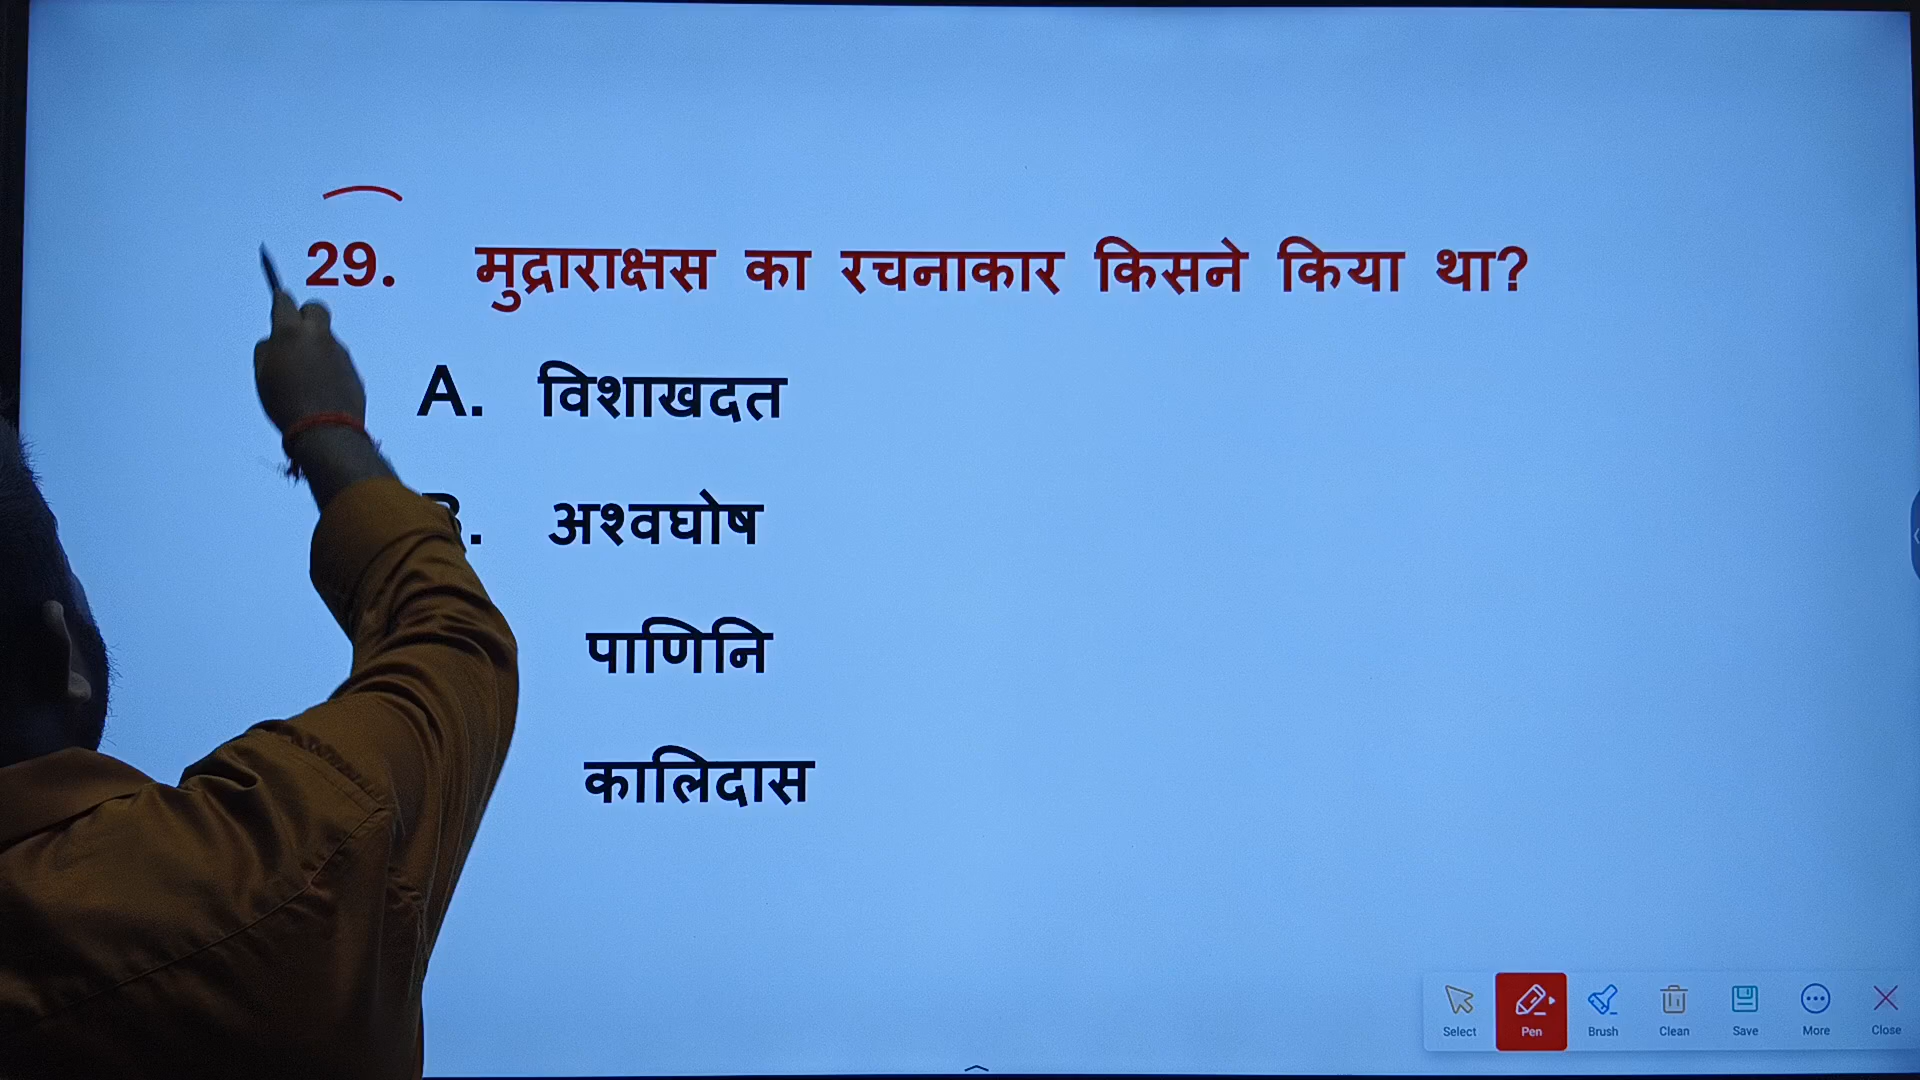 29. मुद्राराक्षस का रचनाकार किसने किया था?
A. विशाखदत
B. अश्वघोष
पाणिनि
कालिदास
Select Pen Brush Clean Save More Close